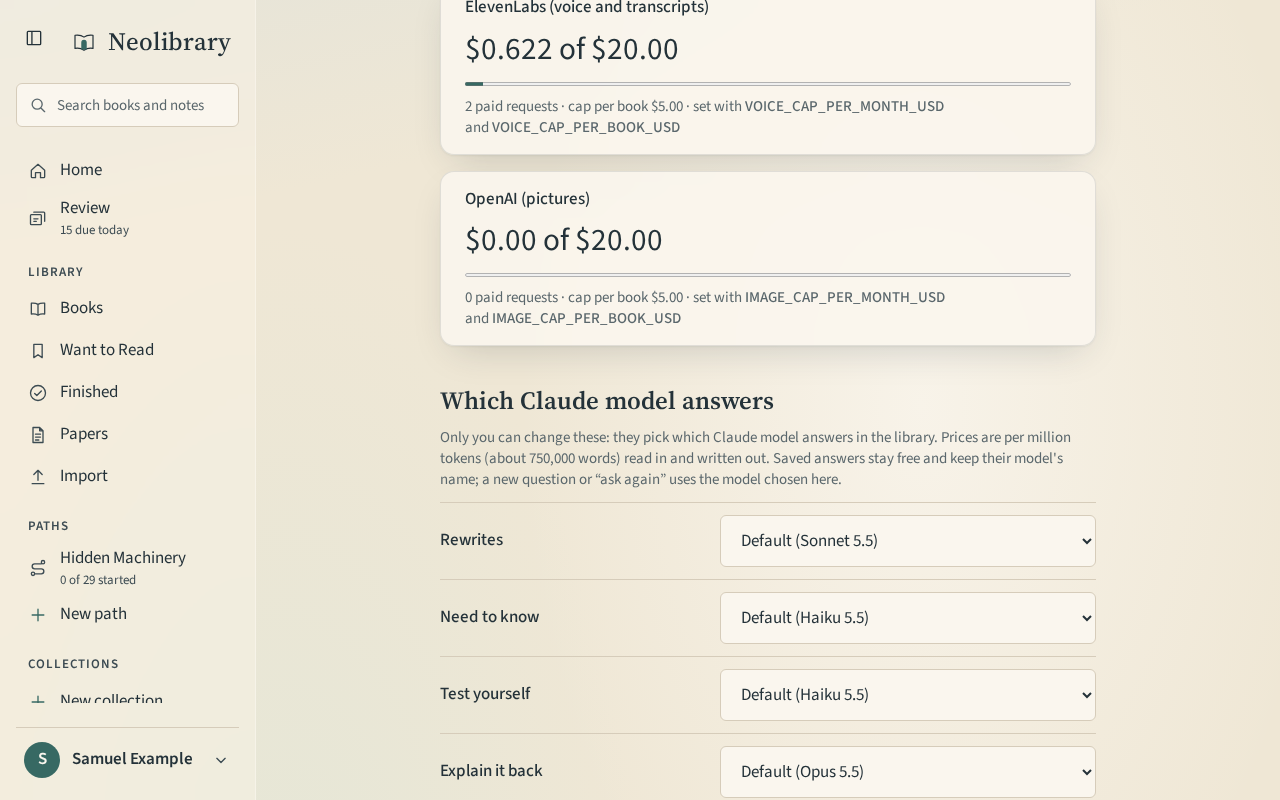 Neolibrary
Search books and notes
Home
Review
15 due today
LIBRARY
Books
Want to Read
Finished
Papers
Import
PATHS
Hidden Machinery
0 of 29 started
New path
COLLECTIONS
New collection
S
Samuel Example
ElevenLabs (voice and transcripts)
$0.622 of $20.00
2 paid requests · cap per book $5.00 · set with VOICE_CAP_PER_MONTH_USD
and VOICE_CAP_PER_BOOK_USD
OpenAI (pictures)
$0.00 of $20.00
0 paid requests · cap per book $5.00 · set with IMAGE_CAP_PER_MONTH_USD
and IMAGE_CAP_PER_BOOK_USD
Which Claude model answers
Only you can change these: they pick which Claude model answers in the library. Prices are per million
tokens (about 750,000 words) read in and written out. Saved answers stay free and keep their model's
name; a new question or “ask again” uses the model chosen here.
Rewrites
Default (Sonnet 5.5)
Need to know
Default (Haiku 5.5)
Test yourself
Default (Haiku 5.5)
Explain it back
Default (Opus 5.5)